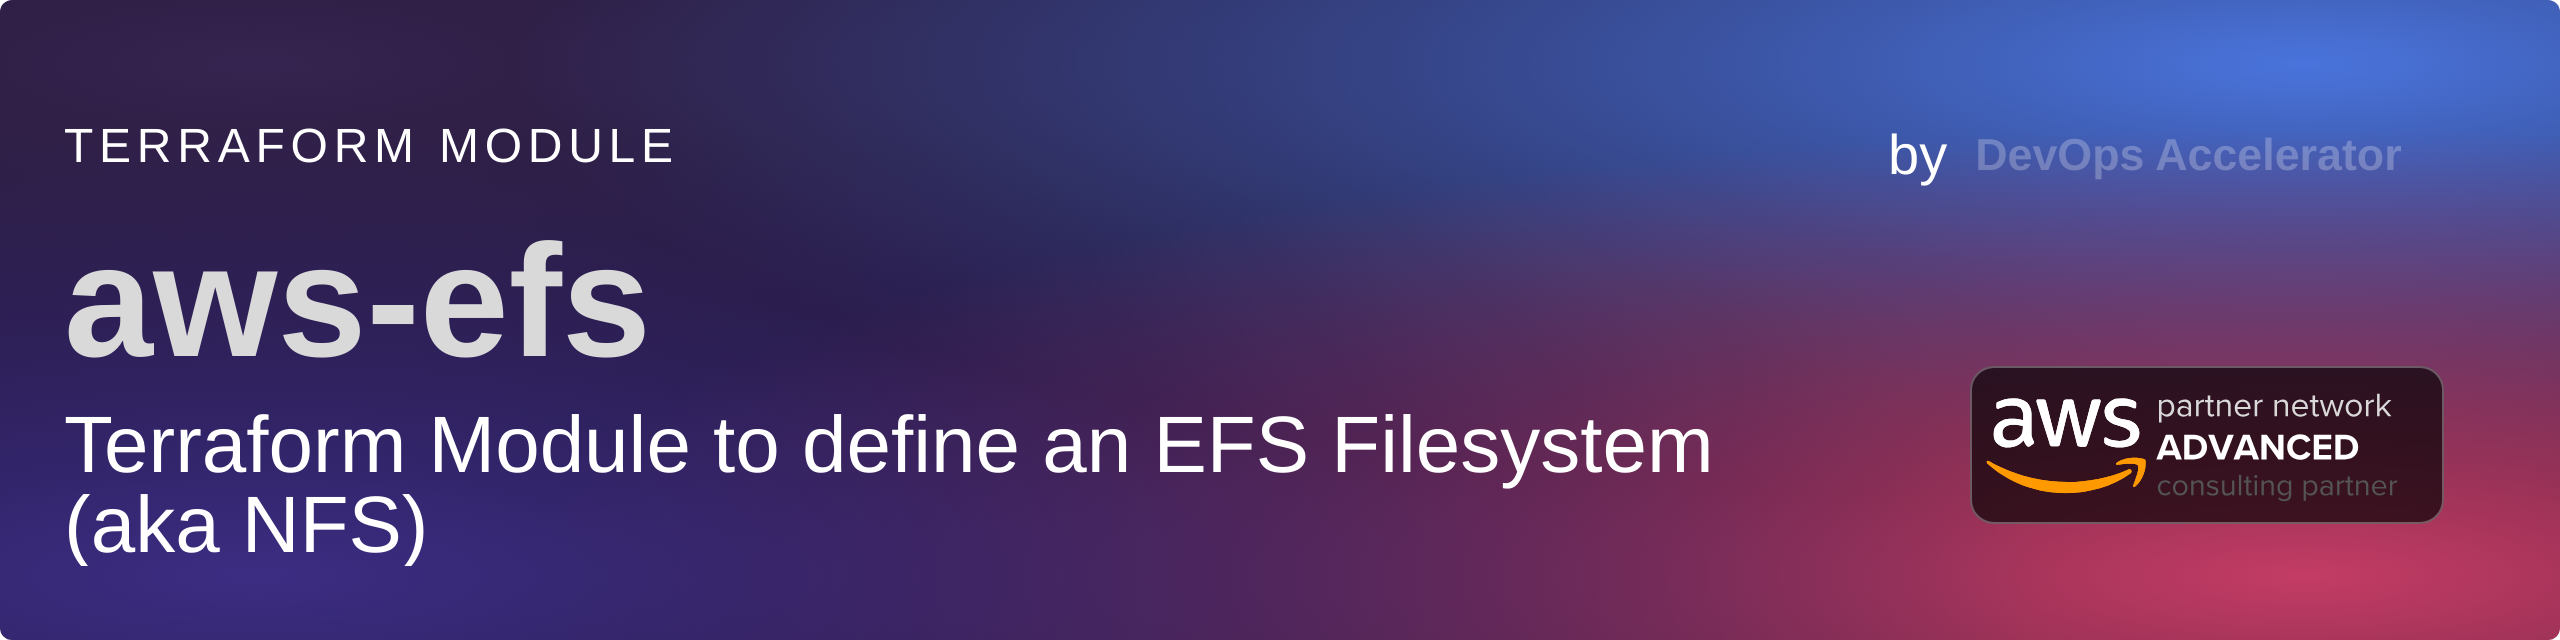 TERRAFORM MODULE
by DevOps Accelerator
aws-efs
Terraform Module to define an EFS Filesystem
(aka NFS)
aws partner network
ADVANCED
consulting partner